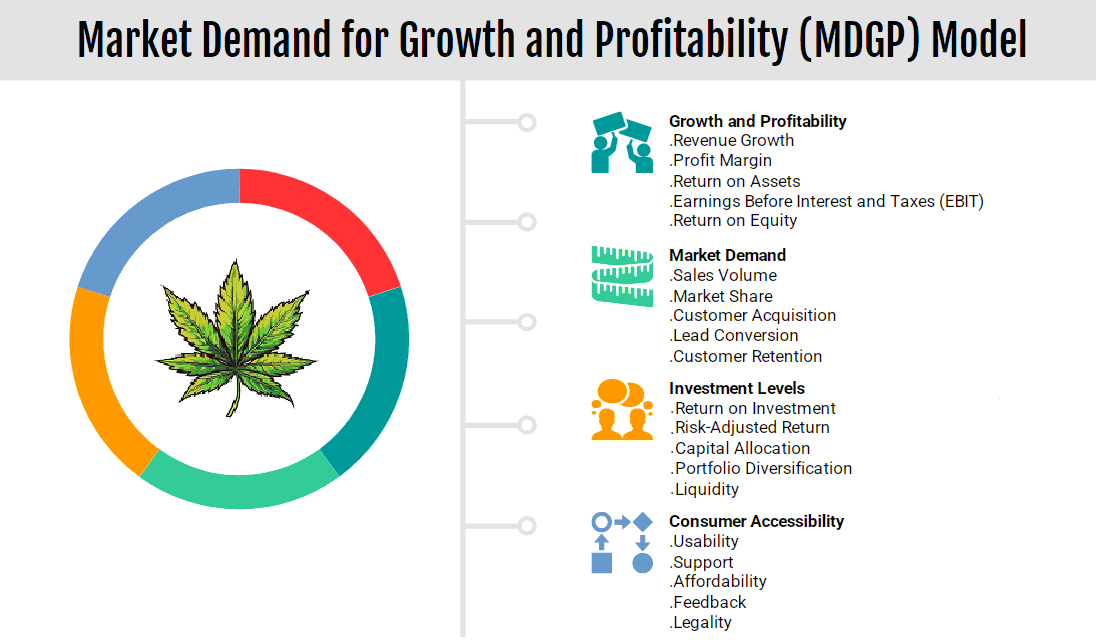 Market Demand for Growth and Profitability (MDGP) Model
Growth and Profitability
.Revenue Growth
.Profit Margin
.Return on Assets
.Earnings Before Interest and Taxes (EBIT)
.Return on Equity
Market Demand
.Sales Volume
.Market Share
.Customer Acquisition
.Lead Conversion
.Customer Retention
Investment Levels
.Return on Investment
.Risk-Adjusted Return
.Capital Allocation
.Portfolio Diversification
.Liquidity
Consumer Accessibility
.Usability
.Support
.Affordability
.Feedback
.Legality